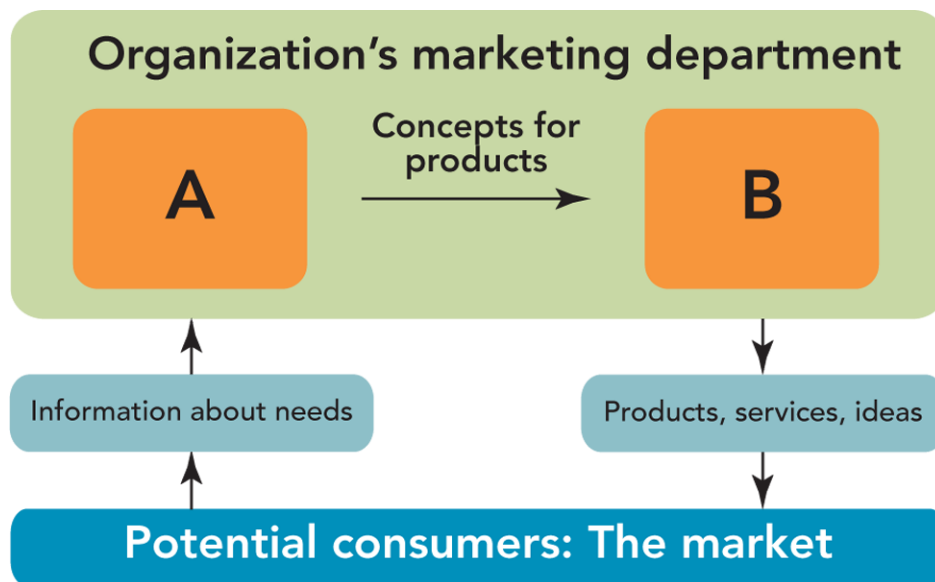 Organization’s marketing department
A
Concepts for
products
B
Information about needs
Products, services, ideas
Potential consumers: The market